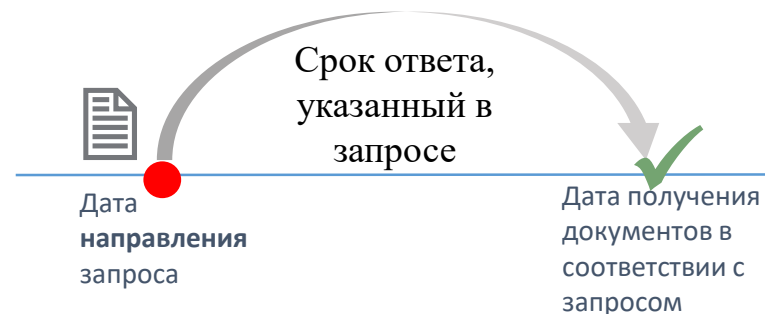 Срок ответа,
указанный в
запросе
Дата
направления
запроса
Дата получения
документов в
соответствии с
запросом